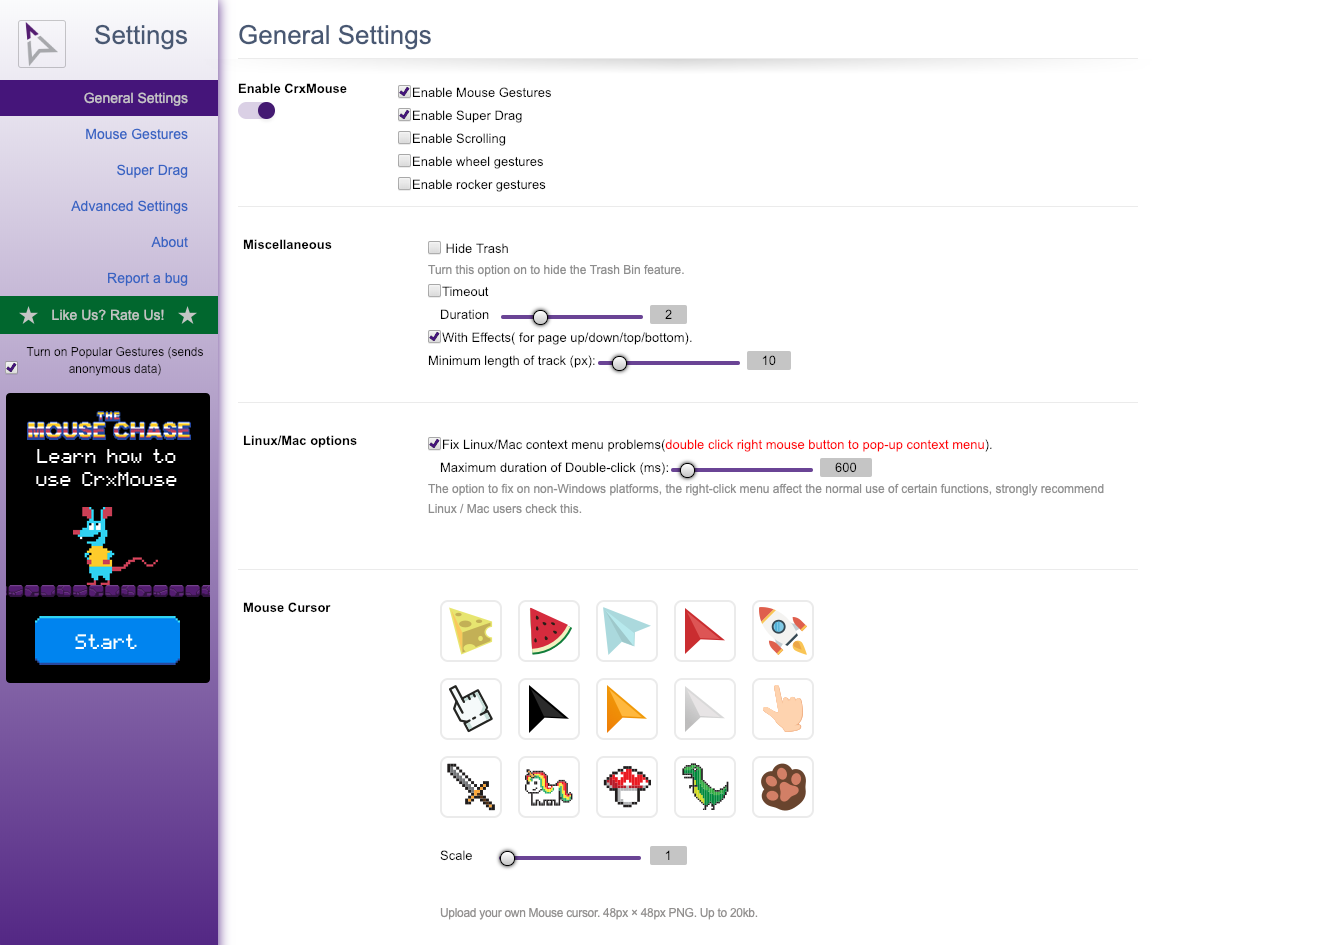 Settings
General Settings
Mouse Gestures
Super Drag
Advanced Settings
About
Report a bug
Like Us? Rate Us!
Turn on Popular Gestures (sends
anonymous data)
THE
MOUSE CHASE
Learn how to
use CrxMouse
Start
General Settings
Enable CrxMouse
Enable Mouse Gestures
Enable Super Drag
Enable Scrolling
Enable wheel gestures
Enable rocker gestures
Miscellaneous
Hide Trash
Turn this option on to hide the Trash Bin feature.
Timeout
Duration 2
With Effects( for page up/down/top/bottom).
Minimum length of track (px): 10
Linux/Mac options
Fix Linux/Mac context menu problems(double click right mouse button to pop-up context menu).
Maximum duration of Double-click (ms): 600
The option to fix on non-Windows platforms, the right-click menu affect the normal use of certain functions, strongly recommend
Linux / Mac users check this.
Mouse Cursor
Scale 1
Upload your own Mouse cursor. 48px × 48px PNG. Up to 20kb.